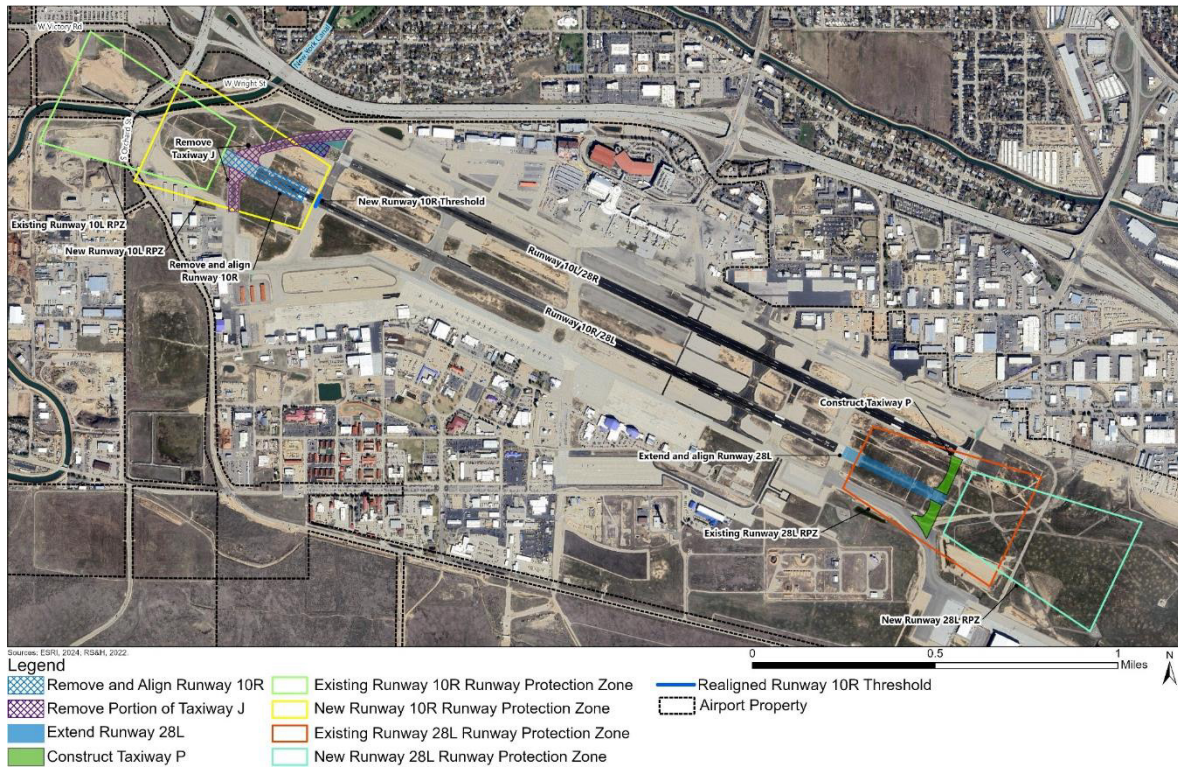 W Victory Rd
New York Canal
W Wright St
S Orchard St
Remove
Taxiway J
New Runway 10R Threshold
Existing Runway 10L RPZ
New Runway 10L RPZ
Remove and align
Runway 10R
Runway 10L/28R
Runway 10R/28L
Construct Taxiway P
Extend and align Runway 28L
Existing Runway 28L RPZ
New Runway 28L RPZ
Sources: ESRI, 2024, RS&H, 2022.
0 0.5 1
Miles
N
Legend
Remove and Align Runway 10R
Remove Portion of Taxiway J
Extend Runway 28L
Construct Taxiway P
Existing Runway 10R Runway Protection Zone
New Runway 10R Runway Protection Zone
Existing Runway 28L Runway Protection Zone
New Runway 28L Runway Protection Zone
Realigned Runway 10R Threshold
Airport Property